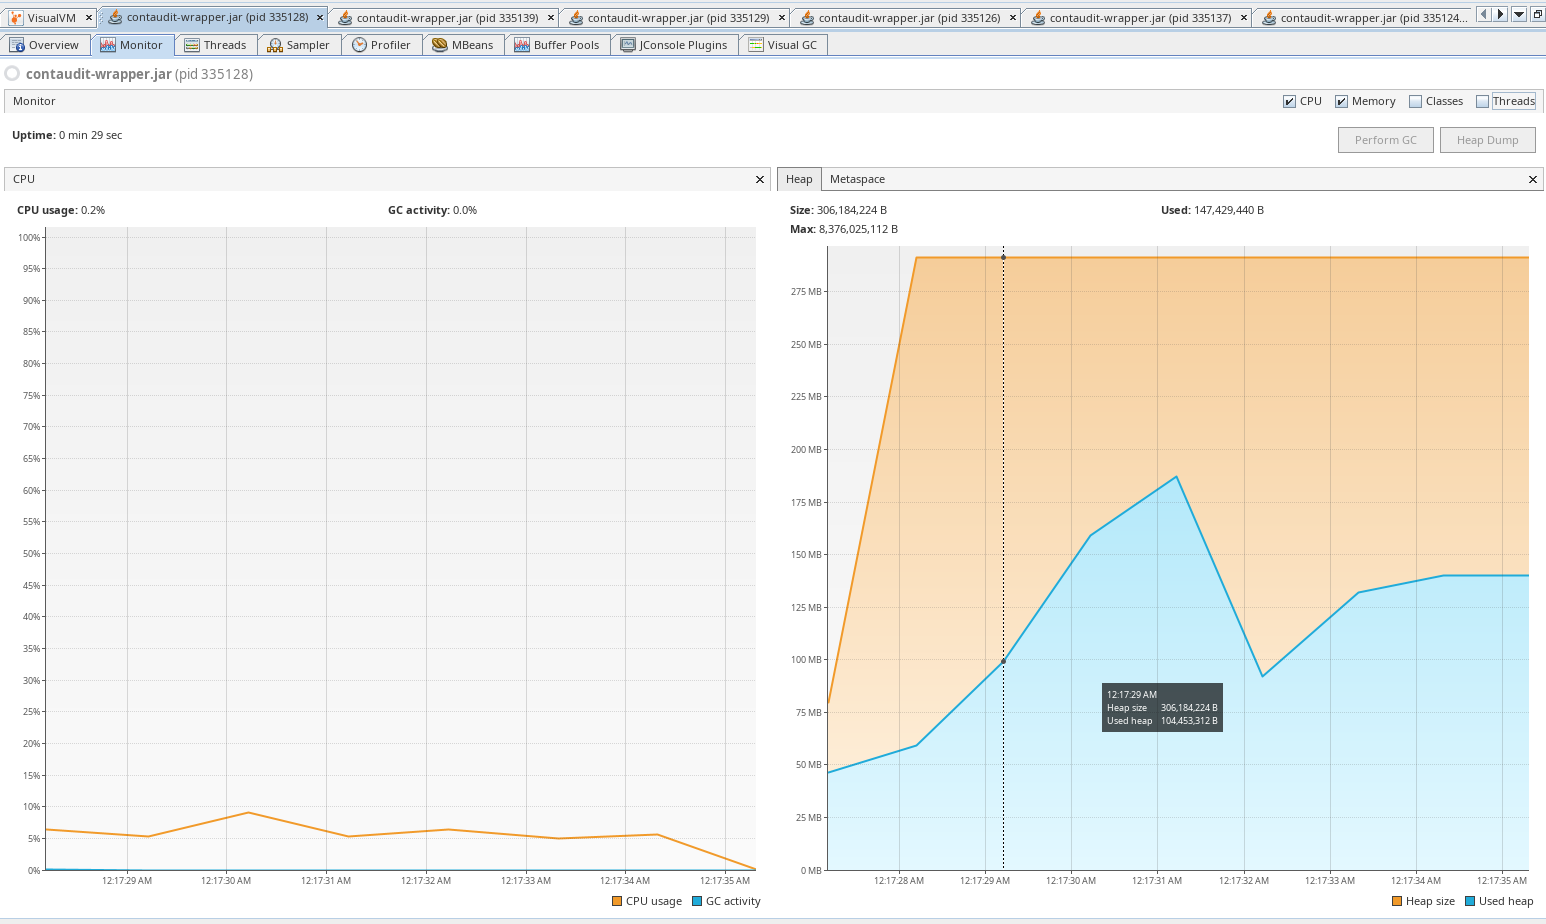 VisualVM contaudit-wrapper.jar (pid 335128) contaudit-wrapper.jar (pid 335139) contaudit-wrapper.jar (pid 335129) contaudit-wrapper.jar (pid 335126) contaudit-wrapper.jar (pid 335137) contaudit-wrapper.jar (pid 335124...
Overview Monitor Threads Sampler Profiler MBeans Buffer Pools JConsole Plugins Visual GC
contaudit-wrapper.jar (pid 335128)
Monitor CPU Memory Classes Threads
Uptime: 0 min 29 sec
Perform GC Heap Dump
CPU
CPU usage: 0.2% GC activity: 0.0%
100%
95%
90%
85%
80%
75%
70%
65%
60%
55%
50%
45%
40%
35%
30%
25%
20%
15%
10%
5%
0%
12:17:29 AM 12:17:30 AM 12:17:31 AM 12:17:32 AM 12:17:33 AM 12:17:34 AM 12:17:35 AM
CPU usage GC activity
Heap Metaspace
Size: 306,184,224 B Used: 147,429,440 B
Max: 8,376,025,112 B
275 MB
250 MB
225 MB
200 MB
175 MB
150 MB
125 MB
100 MB
75 MB
50 MB
25 MB
0 MB
12:17:29 AM
Heap size 306,184,224 B
Used heap 104,453,312 B
12:17:28 AM 12:17:29 AM 12:17:30 AM 12:17:31 AM 12:17:32 AM 12:17:33 AM 12:17:34 AM 12:17:35 AM
Heap size Used heap